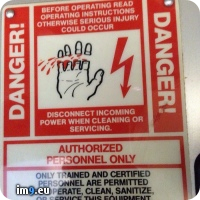 BEFORE OPERATING READ
OPERATING INSTRUCTIONS
OTHERWISE SERIOUS INJURY
COULD OCCUR
DANGER!
DANGER!
DISCONNECT INCOMING
POWER WHEN CLEANING OR
SERVICING.
AUTHORIZED
PERSONNEL ONLY
ONLY TRAINED AND CERTIFIED
PERSONNEL ARE PERMITTED
OPERATE, CLEAN, SANITIZE,
OR SERVICE THIS EQUIPMENT
im9.eu